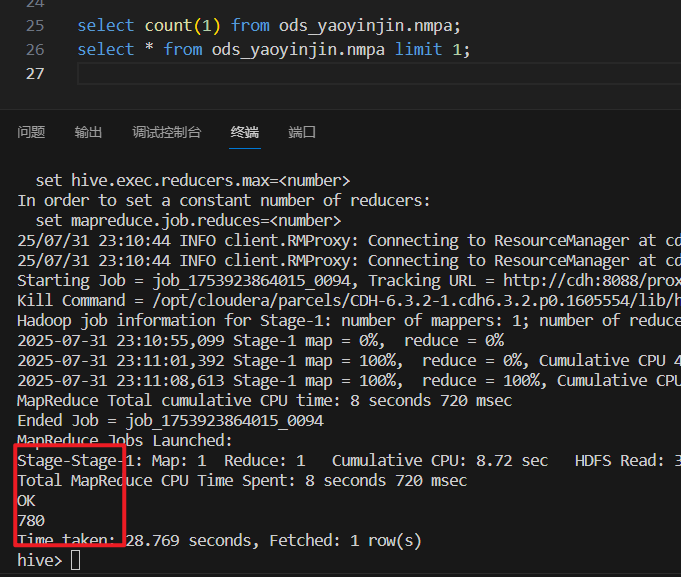 24
25 select count(1) from ods_yaoyinjin.nmpa;
26 select * from ods_yaoyinjin.nmpa limit 1;
27
问题 输出 调试控制台 终端 端口
set hive.exec.reducers.max=<number>
In order to set a constant number of reducers:
set mapreduce.job.reduces=<number>
25/07/31 23:10:44 INFO client.RMProxy: Connecting to ResourceManager at cd
25/07/31 23:10:44 INFO client.RMProxy: Connecting to ResourceManager at cd
Starting Job = job_1753923864015_0094, Tracking URL = http://cdh:8088/prox
Kill Command = /opt/cloudera/parcels/CDH-6.3.2-1.cdh6.3.2.p0.1605554/lib/h
Hadoop job information for Stage-1: number of mappers: 1; number of reduce
2025-07-31 23:10:55,099 Stage-1 map = 0%, reduce = 0%
2025-07-31 23:11:01,392 Stage-1 map = 100%, reduce = 0%, Cumulative CPU 4
2025-07-31 23:11:08,613 Stage-1 map = 100%, reduce = 100%, Cumulative CPU
MapReduce Total cumulative CPU time: 8 seconds 720 msec
Ended Job = job_1753923864015_0094
MapReduce Jobs Launched:
Stage-Stage-1: Map: 1 Reduce: 1 Cumulative CPU: 8.72 sec HDFS Read: 3
Total MapReduce CPU Time Spent: 8 seconds 720 msec
OK
780
Time taken: 28.769 seconds, Fetched: 1 row(s)
hive>